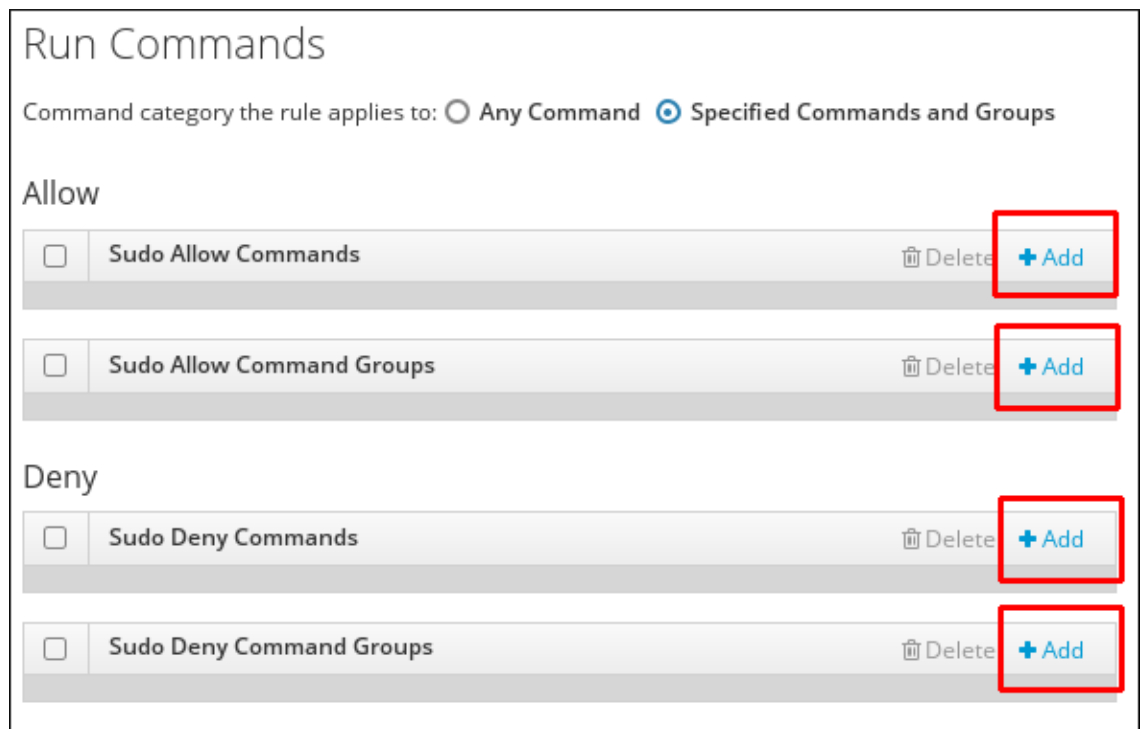 Run Commands
Command category the rule applies to: Any Command Specified Commands and Groups
Allow
Sudo Allow Commands Delete Add
Sudo Allow Command Groups Delete Add
Deny
Sudo Deny Commands Delete Add
Sudo Deny Command Groups Delete Add